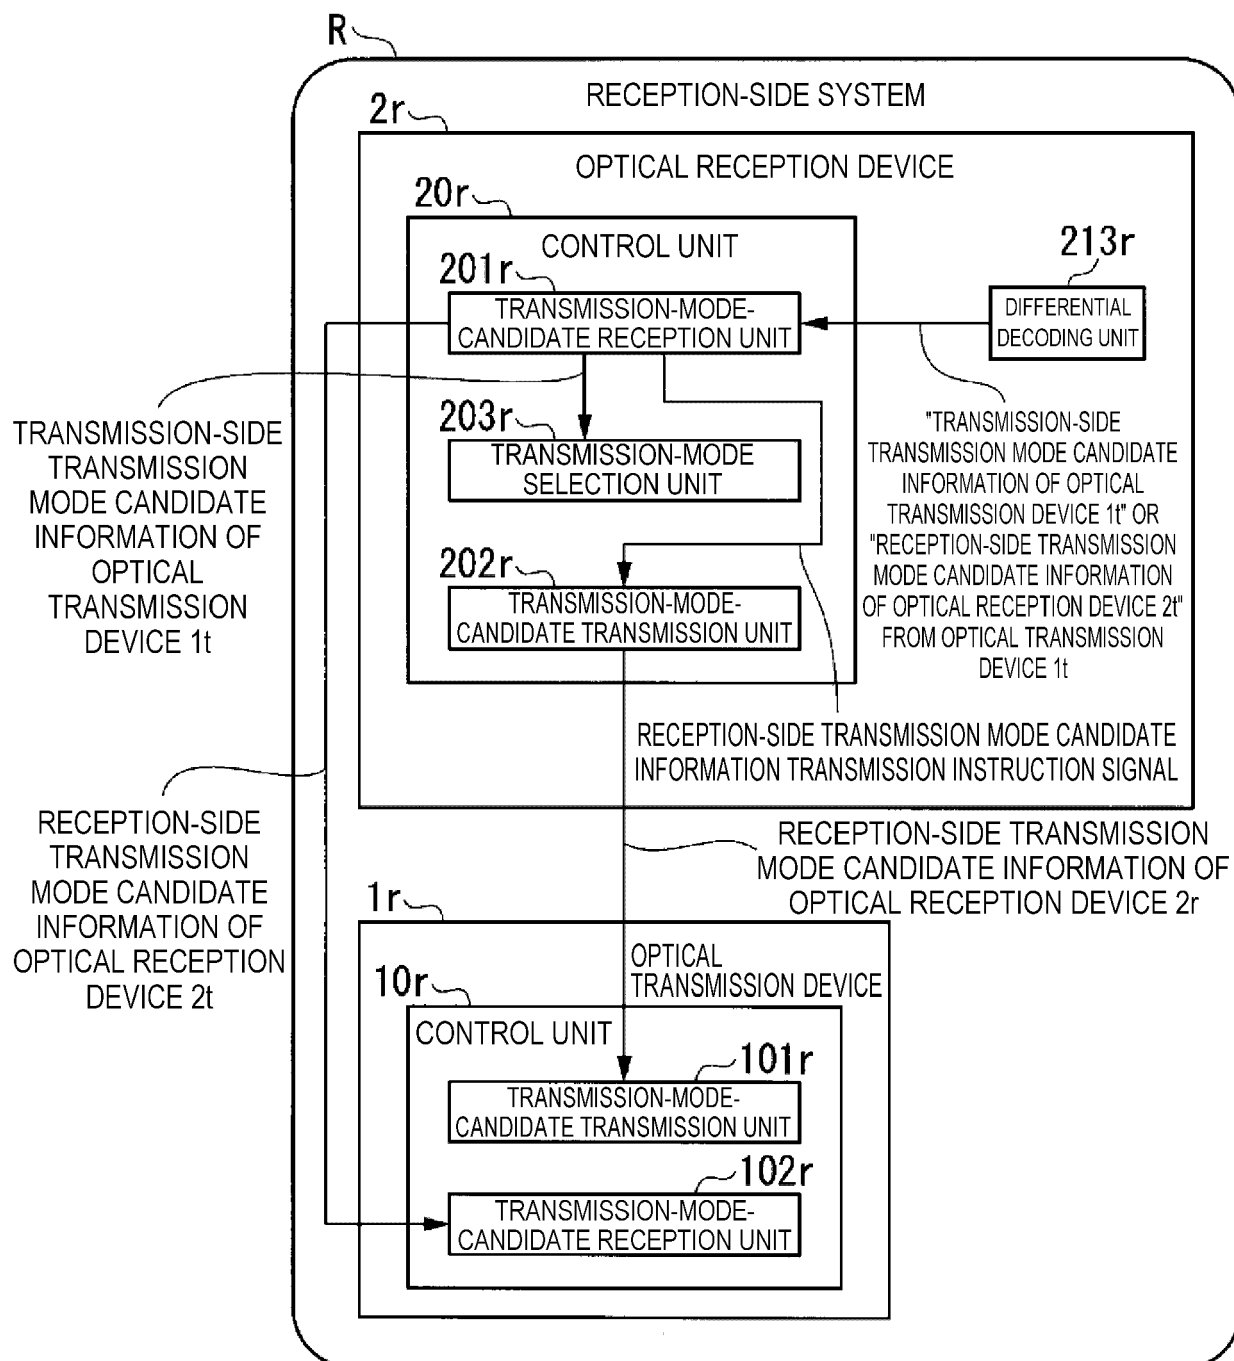 R
RECEPTION-SIDE SYSTEM
2r
OPTICAL RECEPTION DEVICE
20r
CONTROL UNIT
213r
DIFFERENTIAL
DECODING UNIT
201r
TRANSMISSION-MODE-
CANDIDATE RECEPTION UNIT
203r
TRANSMISSION-MODE
SELECTION UNIT
202r
TRANSMISSION-MODE-
CANDIDATE TRANSMISSION UNIT
TRANSMISSION-SIDE
TRANSMISSION
MODE CANDIDATE
INFORMATION OF
OPTICAL
TRANSMISSION
DEVICE 1t
"TRANSMISSION-SIDE
TRANSMISSION MODE CANDIDATE
INFORMATION OF OPTICAL
TRANSMISSION DEVICE 1t" OR
"RECEPTION-SIDE TRANSMISSION
MODE CANDIDATE INFORMATION
OF OPTICAL RECEPTION DEVICE 2t"
FROM OPTICAL TRANSMISSION
DEVICE 1t
RECEPTION-SIDE TRANSMISSION MODE CANDIDATE
INFORMATION TRANSMISSION INSTRUCTION SIGNAL
RECEPTION-SIDE
TRANSMISSION
MODE CANDIDATE
INFORMATION OF
OPTICAL RECEPTION
DEVICE 2t
RECEPTION-SIDE TRANSMISSION
MODE CANDIDATE INFORMATION OF
OPTICAL RECEPTION DEVICE 2r
1r
OPTICAL
TRANSMISSION DEVICE
10r
CONTROL UNIT
101r
TRANSMISSION-MODE-
CANDIDATE TRANSMISSION UNIT
102r
TRANSMISSION-MODE-
CANDIDATE RECEPTION UNIT